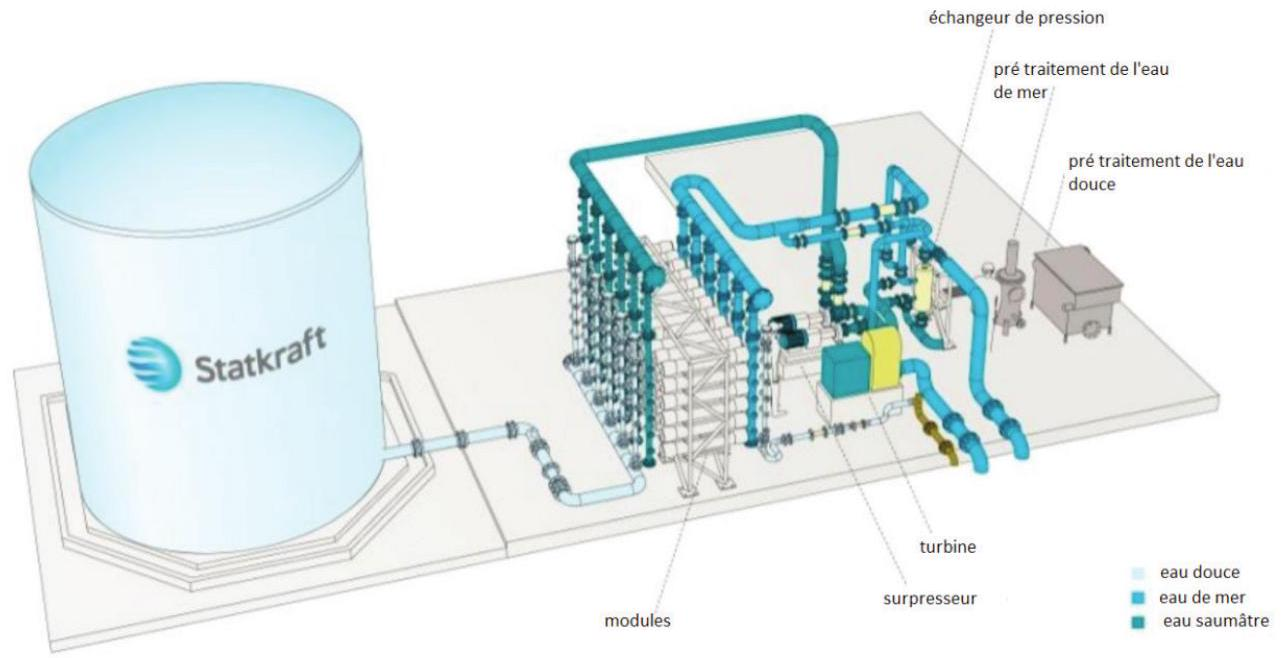 échangeur de pression
pré traitement de l'eau
de mer
pré traitement de l'eau
douce
Statkraft
turbine
surpresseur
modules
eau douce
eau de mer
eau saumâtre